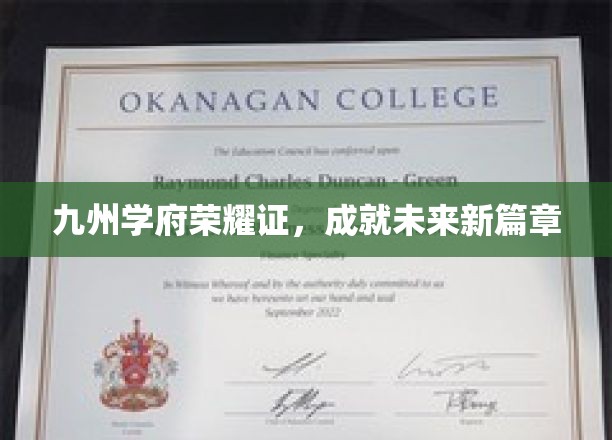 OKANAGAN COLLEGE
The Education Council has conferred upon
Raymond Charles Duncan - Green
九州学府荣耀证，成就未来新篇章
Finance Specialty
In Witness Whereof and by the authority duly committed to us
we have hereunto set our hand and seal
September 2022